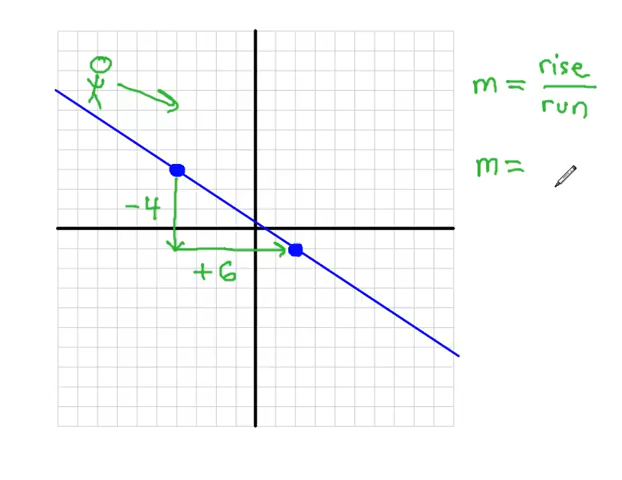 m = rise/run
m =
-4
+6